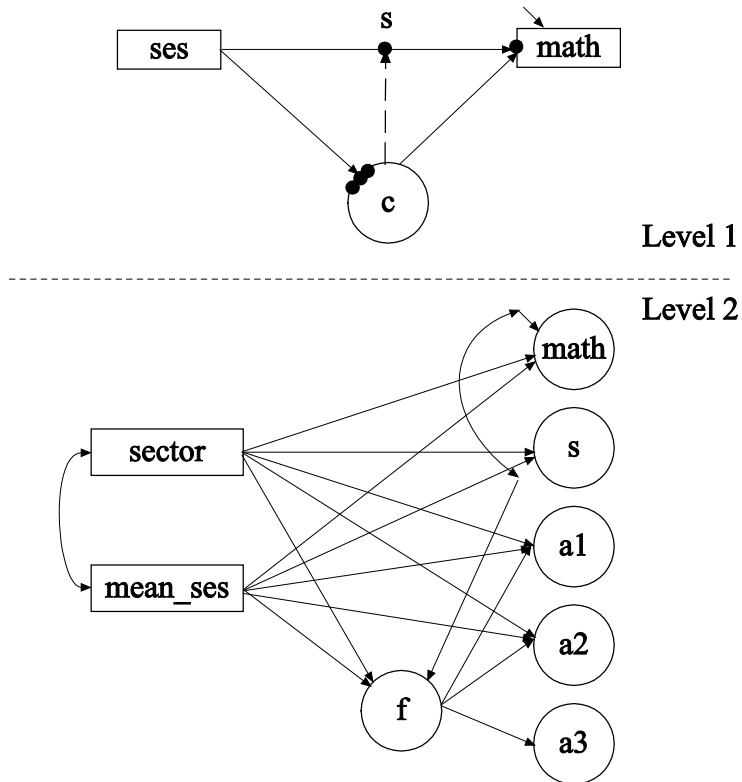 s
ses
math
c
Level 1
Level 2
math
sector
s
a1
mean_ses
a2
f
a3